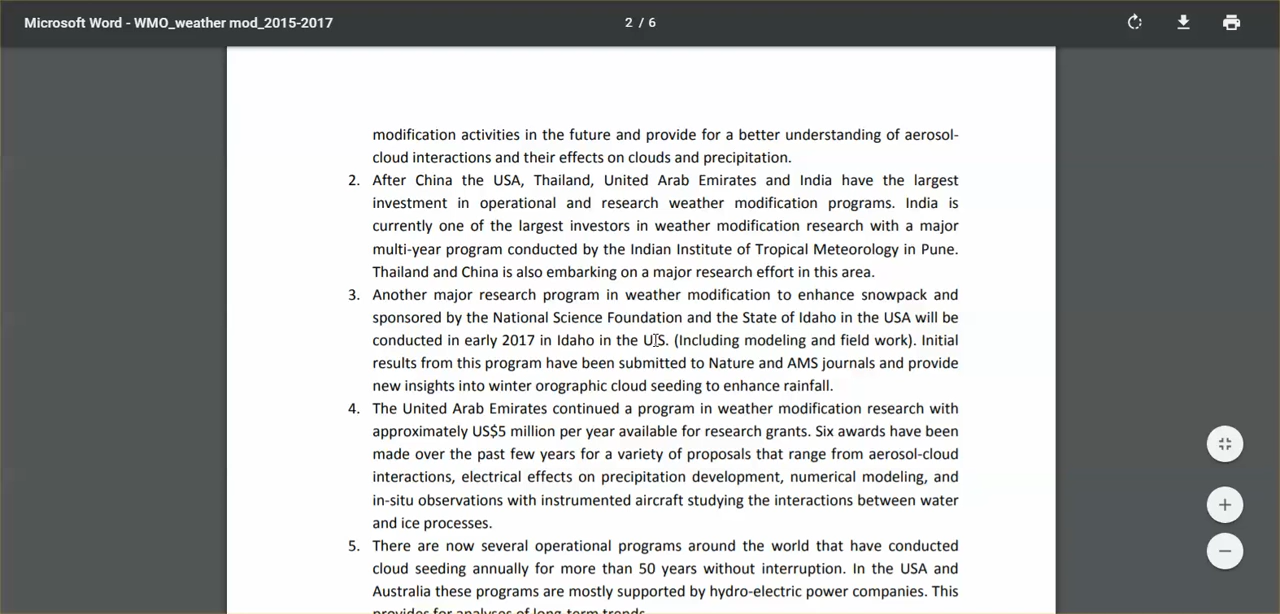 Microsoft Word - WMO_weather mod_2015-2017
2 / 6
modification activities in the future and provide for a better understanding of aerosol-
cloud interactions and their effects on clouds and precipitation.
2. After China the USA, Thailand, United Arab Emirates and India have the largest
investment in operational and research weather modification programs. India is
currently one of the largest investors in weather modification research with a major
multi-year program conducted by the Indian Institute of Tropical Meteorology in Pune.
Thailand and China is also embarking on a major research effort in this area.
3. Another major research program in weather modification to enhance snowpack and
sponsored by the National Science Foundation and the State of Idaho in the USA will be
conducted in early 2017 in Idaho in the U.S. (Including modeling and field work). Initial
results from this program have been submitted to Nature and AMS journals and provide
new insights into winter orographic cloud seeding to enhance rainfall.
4. The United Arab Emirates continued a program in weather modification research with
approximately US$5 million per year available for research grants. Six awards have been
made over the past few years for a variety of proposals that range from aerosol-cloud
interactions, electrical effects on precipitation development, numerical modeling, and
in-situ observations with instrumented aircraft studying the interactions between water
and ice processes.
5. There are now several operational programs around the world that have conducted
cloud seeding annually for more than 50 years without interruption. In the USA and
Australia these programs are mostly supported by hydro-electric power companies. This
provides for analyses of long-term trends.